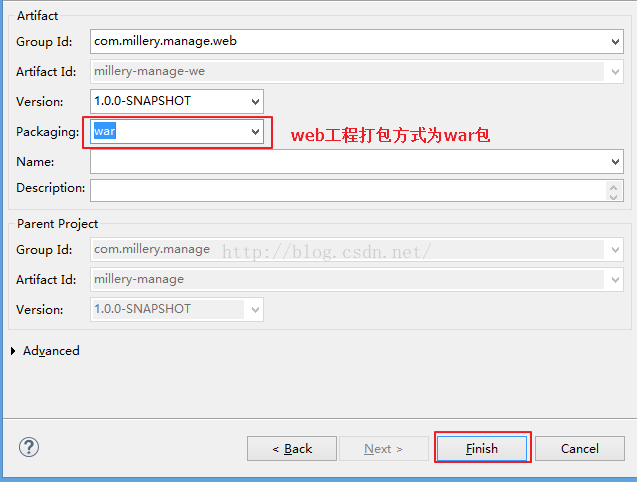 Artifact
Group Id: com.millery.manage.web
Artifact Id: millery-manage-we
Version: 1.0.0-SNAPSHOT
Packaging: war web工程打包方式为war包
Name:
Description:
Parent Project
Group Id: com.millery.manage http://blog.csdn.net/
Artifact Id: millery-manage
Version: 1.0.0-SNAPSHOT
Advanced
? < Back Next > Finish Cancel